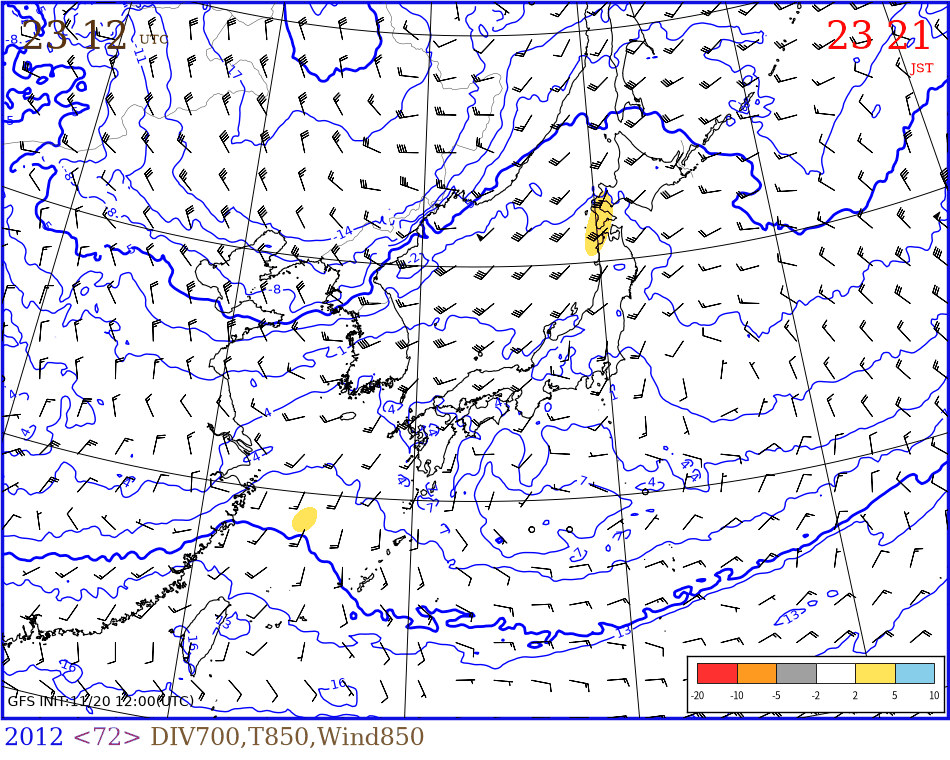 23 12 UTC
23 21
JST
-20 -10 -5 -2 2 5 10
GFS INIT:11/20 12:00(UTC)
2012 <72> DIV700,T850,Wind850